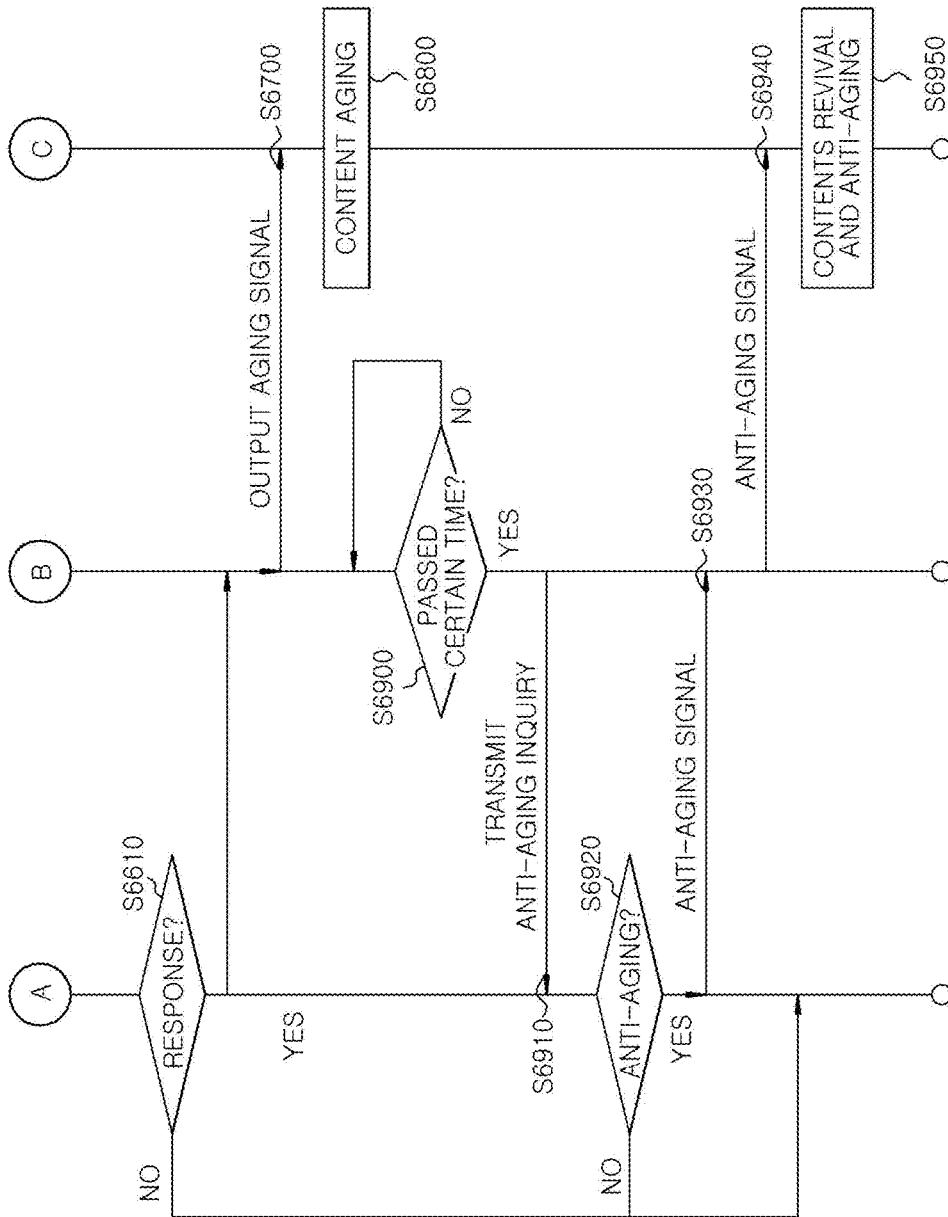 A
B
C
RESPONSE?
S6610
NO
YES
OUTPUT AGING SIGNAL
S6700
CONTENT AGING
S6800
S6900
PASSED
CERTAIN TIME?
NO
YES
TRANSMIT
ANTI-AGING INQUIRY
S6910
ANTI-AGING?
S6920
NO
YES
ANTI-AGING SIGNAL
S6930
ANTI-AGING SIGNAL
S6940
CONTENTS REVIVAL
AND ANTI-AGING
S6950